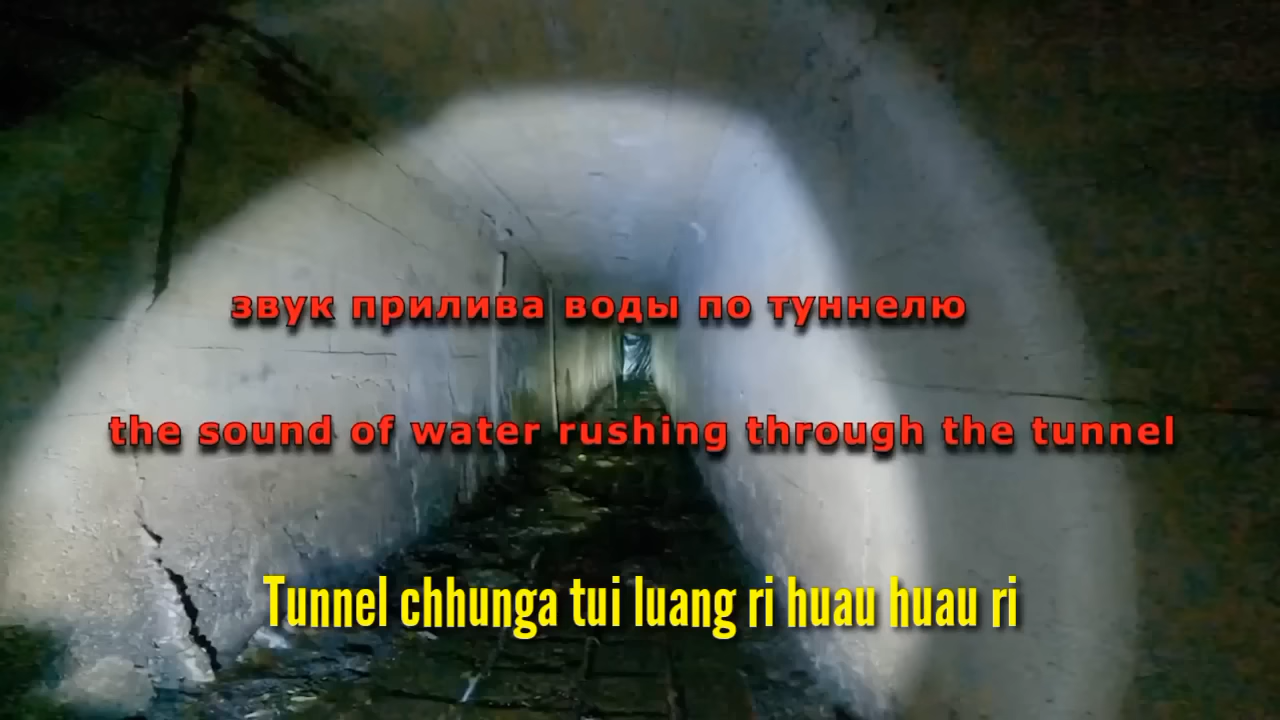 звук прилива воды по туннелю
the sound of water rushing through the tunnel
Tunnel chhunga tui luang ri huau huau ri